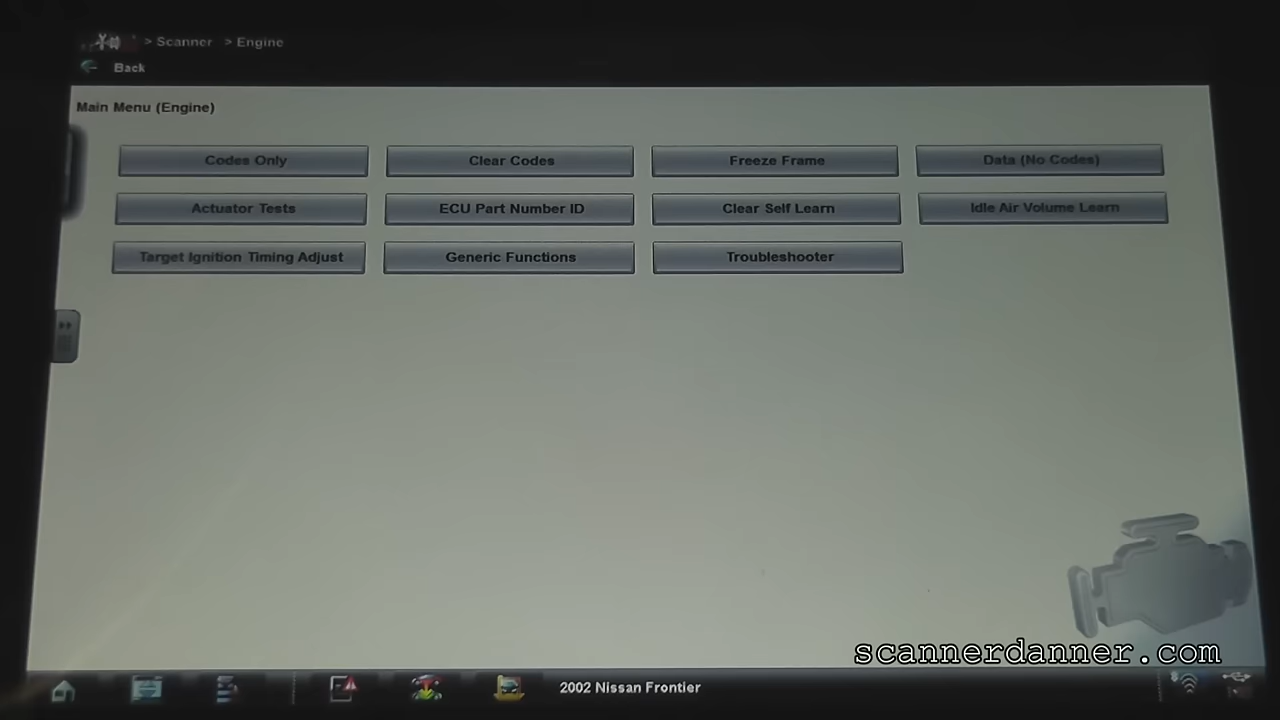 > Scanner > Engine
Back
Main Menu (Engine)
Codes Only
Clear Codes
Freeze Frame
Data (No Codes)
Actuator Tests
ECU Part Number ID
Clear Self Learn
Idle Air Volume Learn
Target Ignition Timing Adjust
Generic Functions
Troubleshooter
scannerdanner.com
2002 Nissan Frontier